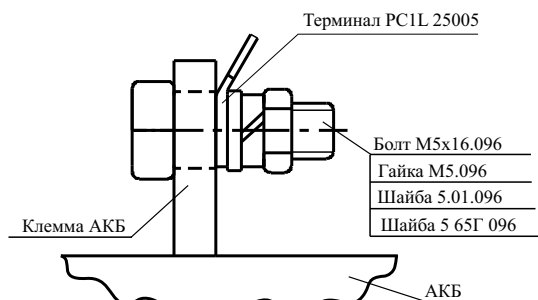 Терминал PC1L 25005
Болт М5х16.096
Гайка М5.096
Шайба 5.01.096
Шайба 5 65Г 096
Клемма АКБ
АКБ